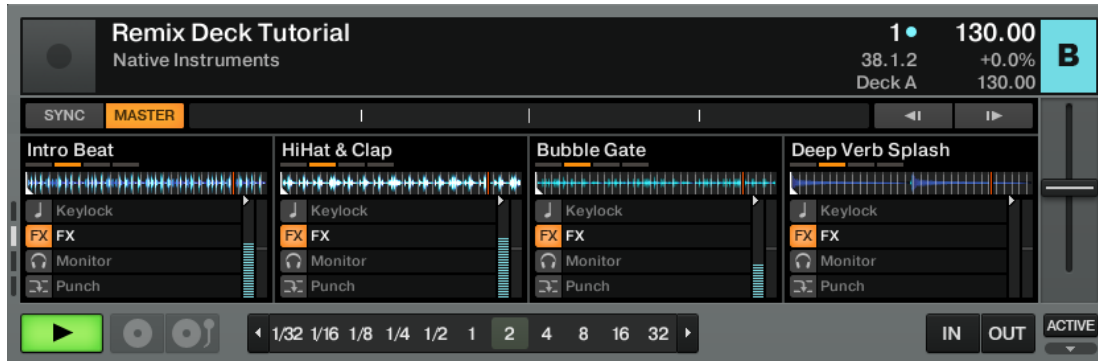 Remix Deck Tutorial
Native Instruments
1
130.00
38.1.2
+0.0%
Deck A
130.00
B
SYNC
MASTER
Intro Beat
HiHat & Clap
Bubble Gate
Deep Verb Splash
Keylock
Keylock
Keylock
Keylock
FX FX
FX FX
FX FX
FX FX
Monitor
Monitor
Monitor
Monitor
Punch
Punch
Punch
Punch
1/32 1/16 1/8 1/4 1/2 1 2 4 8 16 32
IN
OUT
ACTIVE